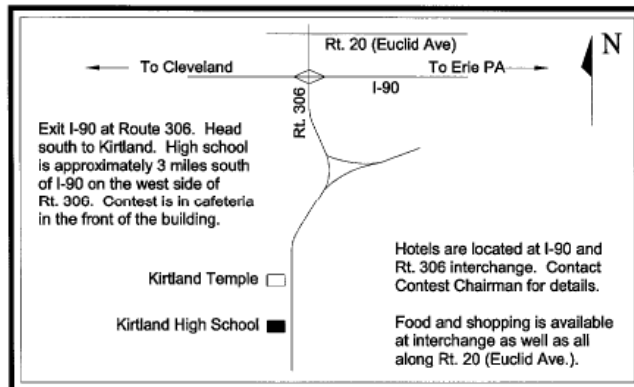 Rt. 20 (Euclid Ave)
N
To Cleveland
To Erie PA
I-90
Rt. 306
Exit I-90 at Route 306. Head
south to Kirtland. High school
is approximately 3 miles south
of I-90 on the west side of
Rt. 306. Contest is in cafeteria
in the front of the building.
Hotels are located at I-90 and
Rt. 306 interchange. Contact
Contest Chairman for details.
Kirtland Temple
Kirtland High School
Food and shopping is available
at interchange as well as all
along Rt. 20 (Euclid Ave.).